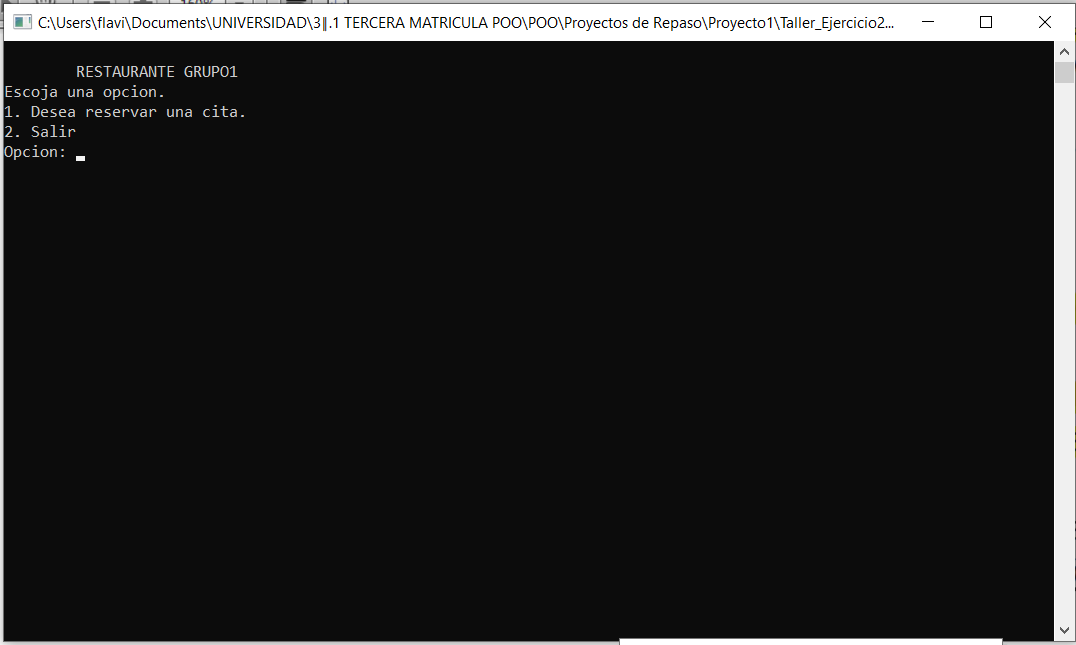 C:\Users\flavi\Documents\UNIVERSIDAD\3‖.1 TERCERA MATRICULA POO\POO\Proyectos de Repaso\Proyecto1\Taller_Ejercicio2...
RESTAURANTE GRUPO1
Escoja una opcion.
1. Desea reservar una cita.
2. Salir
Opcion: